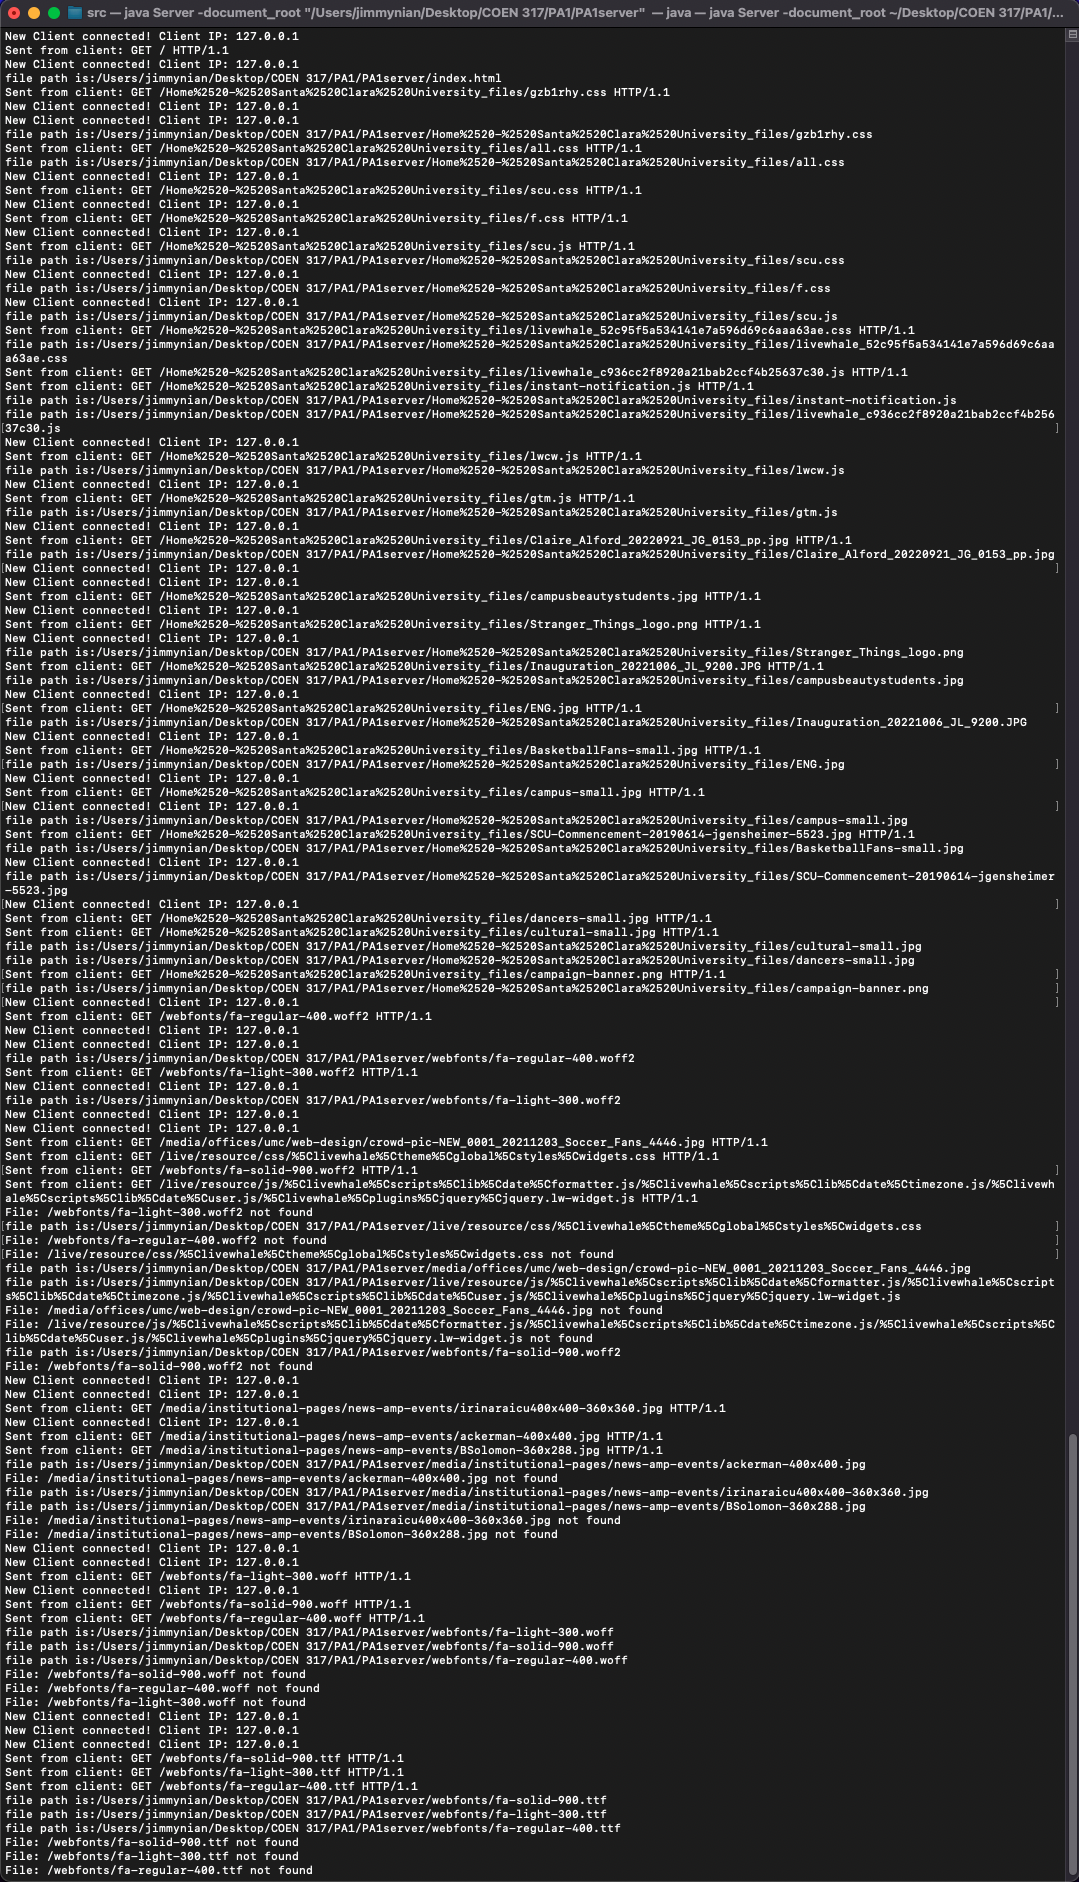 src — java Server -document_root "/Users/jimmynian/Desktop/COEN 317/PA1/PA1server" — java — java Server -document_root ~/Desktop/COEN 317/PA1/...
New Client connected! Client IP: 127.0.0.1
Sent from client: GET / HTTP/1.1
New Client connected! Client IP: 127.0.0.1
file path is:/Users/jimmynian/Desktop/COEN 317/PA1/PA1server/index.html
Sent from client: GET /Home%2520-%2520Santa%2520Clara%2520University_files/gzb1rhy.css HTTP/1.1
New Client connected! Client IP: 127.0.0.1
New Client connected! Client IP: 127.0.0.1
file path is:/Users/jimmynian/Desktop/COEN 317/PA1/PA1server/Home%2520-%2520Santa%2520Clara%2520University_files/gzb1rhy.css
Sent from client: GET /Home%2520-%2520Santa%2520Clara%2520University_files/all.css HTTP/1.1
file path is:/Users/jimmynian/Desktop/COEN 317/PA1/PA1server/Home%2520-%2520Santa%2520Clara%2520University_files/all.css
New Client connected! Client IP: 127.0.0.1
Sent from client: GET /Home%2520-%2520Santa%2520Clara%2520University_files/scu.css HTTP/1.1
New Client connected! Client IP: 127.0.0.1
Sent from client: GET /Home%2520-%2520Santa%2520Clara%2520University_files/f.css HTTP/1.1
New Client connected! Client IP: 127.0.0.1
Sent from client: GET /Home%2520-%2520Santa%2520Clara%2520University_files/scu.js HTTP/1.1
file path is:/Users/jimmynian/Desktop/COEN 317/PA1/PA1server/Home%2520-%2520Santa%2520Clara%2520University_files/scu.css
New Client connected! Client IP: 127.0.0.1
file path is:/Users/jimmynian/Desktop/COEN 317/PA1/PA1server/Home%2520-%2520Santa%2520Clara%2520University_files/f.css
New Client connected! Client IP: 127.0.0.1
file path is:/Users/jimmynian/Desktop/COEN 317/PA1/PA1server/Home%2520-%2520Santa%2520Clara%2520University_files/scu.js
Sent from client: GET /Home%2520-%2520Santa%2520Clara%2520University_files/livewhale_52c95f5a534141e7a596d69c6aaa63ae.css HTTP/1.1
file path is:/Users/jimmynian/Desktop/COEN 317/PA1/PA1server/Home%2520-%2520Santa%2520Clara%2520University_files/livewhale_52c95f5a534141e7a596d69c6aa
a63ae.css
Sent from client: GET /Home%2520-%2520Santa%2520Clara%2520University_files/livewhale_c936cc2f8920a21bab2ccf4b25637c30.js HTTP/1.1
Sent from client: GET /Home%2520-%2520Santa%2520Clara%2520University_files/instant-notification.js HTTP/1.1
file path is:/Users/jimmynian/Desktop/COEN 317/PA1/PA1server/Home%2520-%2520Santa%2520Clara%2520University_files/instant-notification.js
file path is:/Users/jimmynian/Desktop/COEN 317/PA1/PA1server/Home%2520-%2520Santa%2520Clara%2520University_files/livewhale_c936cc2f8920a21bab2ccf4b256
[37c30.js ]
New Client connected! Client IP: 127.0.0.1
Sent from client: GET /Home%2520-%2520Santa%2520Clara%2520University_files/lwcw.js HTTP/1.1
file path is:/Users/jimmynian/Desktop/COEN 317/PA1/PA1server/Home%2520-%2520Santa%2520Clara%2520University_files/lwcw.js
New Client connected! Client IP: 127.0.0.1
Sent from client: GET /Home%2520-%2520Santa%2520Clara%2520University_files/gtm.js HTTP/1.1
file path is:/Users/jimmynian/Desktop/COEN 317/PA1/PA1server/Home%2520-%2520Santa%2520Clara%2520University_files/gtm.js
New Client connected! Client IP: 127.0.0.1
Sent from client: GET /Home%2520-%2520Santa%2520Clara%2520University_files/Claire_Alford_20220921_JG_0153_pp.jpg HTTP/1.1
file path is:/Users/jimmynian/Desktop/COEN 317/PA1/PA1server/Home%2520-%2520Santa%2520Clara%2520University_files/Claire_Alford_20220921_JG_0153_pp.jpg
[New Client connected! Client IP: 127.0.0.1 ]
New Client connected! Client IP: 127.0.0.1
Sent from client: GET /Home%2520-%2520Santa%2520Clara%2520University_files/campusbeautystudents.jpg HTTP/1.1
New Client connected! Client IP: 127.0.0.1
Sent from client: GET /Home%2520-%2520Santa%2520Clara%2520University_files/Stranger_Things_logo.png HTTP/1.1
New Client connected! Client IP: 127.0.0.1
file path is:/Users/jimmynian/Desktop/COEN 317/PA1/PA1server/Home%2520-%2520Santa%2520Clara%2520University_files/Stranger_Things_logo.png
Sent from client: GET /Home%2520-%2520Santa%2520Clara%2520University_files/Inauguration_20221006_JL_9200.JPG HTTP/1.1
file path is:/Users/jimmynian/Desktop/COEN 317/PA1/PA1server/Home%2520-%2520Santa%2520Clara%2520University_files/campusbeautystudents.jpg
New Client connected! Client IP: 127.0.0.1
[Sent from client: GET /Home%2520-%2520Santa%2520Clara%2520University_files/ENG.jpg HTTP/1.1 ]
file path is:/Users/jimmynian/Desktop/COEN 317/PA1/PA1server/Home%2520-%2520Santa%2520Clara%2520University_files/Inauguration_20221006_JL_9200.JPG
New Client connected! Client IP: 127.0.0.1
Sent from client: GET /Home%2520-%2520Santa%2520Clara%2520University_files/BasketballFans-small.jpg HTTP/1.1
[file path is:/Users/jimmynian/Desktop/COEN 317/PA1/PA1server/Home%2520-%2520Santa%2520Clara%2520University_files/ENG.jpg ]
New Client connected! Client IP: 127.0.0.1
Sent from client: GET /Home%2520-%2520Santa%2520Clara%2520University_files/campus-small.jpg HTTP/1.1
[New Client connected! Client IP: 127.0.0.1 ]
file path is:/Users/jimmynian/Desktop/COEN 317/PA1/PA1server/Home%2520-%2520Santa%2520Clara%2520University_files/campus-small.jpg
Sent from client: GET /Home%2520-%2520Santa%2520Clara%2520University_files/SCU-Commencement-20190614-jgensheimer-5523.jpg HTTP/1.1
file path is:/Users/jimmynian/Desktop/COEN 317/PA1/PA1server/Home%2520-%2520Santa%2520Clara%2520University_files/BasketballFans-small.jpg
New Client connected! Client IP: 127.0.0.1
file path is:/Users/jimmynian/Desktop/COEN 317/PA1/PA1server/Home%2520-%2520Santa%2520Clara%2520University_files/SCU-Commencement-20190614-jgensheimer
-5523.jpg
[New Client connected! Client IP: 127.0.0.1 ]
Sent from client: GET /Home%2520-%2520Santa%2520Clara%2520University_files/dancers-small.jpg HTTP/1.1
Sent from client: GET /Home%2520-%2520Santa%2520Clara%2520University_files/cultural-small.jpg HTTP/1.1
file path is:/Users/jimmynian/Desktop/COEN 317/PA1/PA1server/Home%2520-%2520Santa%2520Clara%2520University_files/cultural-small.jpg
file path is:/Users/jimmynian/Desktop/COEN 317/PA1/PA1server/Home%2520-%2520Santa%2520Clara%2520University_files/dancers-small.jpg
[Sent from client: GET /Home%2520-%2520Santa%2520Clara%2520University_files/campaign-banner.png HTTP/1.1 ]
[file path is:/Users/jimmynian/Desktop/COEN 317/PA1/PA1server/Home%2520-%2520Santa%2520Clara%2520University_files/campaign-banner.png ]
[New Client connected! Client IP: 127.0.0.1 ]
Sent from client: GET /webfonts/fa-regular-400.woff2 HTTP/1.1
New Client connected! Client IP: 127.0.0.1
New Client connected! Client IP: 127.0.0.1
file path is:/Users/jimmynian/Desktop/COEN 317/PA1/PA1server/webfonts/fa-regular-400.woff2
Sent from client: GET /webfonts/fa-light-300.woff2 HTTP/1.1
New Client connected! Client IP: 127.0.0.1
file path is:/Users/jimmynian/Desktop/COEN 317/PA1/PA1server/webfonts/fa-light-300.woff2
New Client connected! Client IP: 127.0.0.1
New Client connected! Client IP: 127.0.0.1
Sent from client: GET /media/offices/umc/web-design/crowd-pic-NEW_0001_20211203_Soccer_Fans_4446.jpg HTTP/1.1
Sent from client: GET /live/resource/css/%5Clivewhale%5Ctheme%5Cglobal%5Cstyles%5Cwidgets.css HTTP/1.1
[Sent from client: GET /webfonts/fa-solid-900.woff2 HTTP/1.1 ]
Sent from client: GET /live/resource/js/%5Clivewhale%5Cscripts%5Clib%5Cdate%5Cformatter.js/%5Clivewhale%5Cscripts%5Clib%5Cdate%5Ctimezone.js/%5Clivewh
ale%5Cscripts%5Clib%5Cdate%5Cuser.js/%5Clivewhale%5Cplugins%5Cjquery%5Cjquery.lw-widget.js HTTP/1.1
File: /webfonts/fa-light-300.woff2 not found
[file path is:/Users/jimmynian/Desktop/COEN 317/PA1/PA1server/live/resource/css/%5Clivewhale%5Ctheme%5Cglobal%5Cstyles%5Cwidgets.css ]
[File: /webfonts/fa-regular-400.woff2 not found ]
[File: /live/resource/css/%5Clivewhale%5Ctheme%5Cglobal%5Cstyles%5Cwidgets.css not found ]
file path is:/Users/jimmynian/Desktop/COEN 317/PA1/PA1server/media/offices/umc/web-design/crowd-pic-NEW_0001_20211203_Soccer_Fans_4446.jpg
file path is:/Users/jimmynian/Desktop/COEN 317/PA1/PA1server/live/resource/js/%5Clivewhale%5Cscripts%5Clib%5Cdate%5Cformatter.js/%5Clivewhale%5Cscript
s%5Clib%5Cdate%5Ctimezone.js/%5Clivewhale%5Cscripts%5Clib%5Cdate%5Cuser.js/%5Clivewhale%5Cplugins%5Cjquery%5Cjquery.lw-widget.js
File: /media/offices/umc/web-design/crowd-pic-NEW_0001_20211203_Soccer_Fans_4446.jpg not found
File: /live/resource/js/%5Clivewhale%5Cscripts%5Clib%5Cdate%5Cformatter.js/%5Clivewhale%5Cscripts%5Clib%5Cdate%5Ctimezone.js/%5Clivewhale%5Cscripts%5C
lib%5Cdate%5Cuser.js/%5Clivewhale%5Cplugins%5Cjquery%5Cjquery.lw-widget.js not found
file path is:/Users/jimmynian/Desktop/COEN 317/PA1/PA1server/webfonts/fa-solid-900.woff2
File: /webfonts/fa-solid-900.woff2 not found
New Client connected! Client IP: 127.0.0.1
New Client connected! Client IP: 127.0.0.1
Sent from client: GET /media/institutional-pages/news-amp-events/irinaraicu400x400-360x360.jpg HTTP/1.1
New Client connected! Client IP: 127.0.0.1
Sent from client: GET /media/institutional-pages/news-amp-events/ackerman-400x400.jpg HTTP/1.1
Sent from client: GET /media/institutional-pages/news-amp-events/BSolomon-360x288.jpg HTTP/1.1
file path is:/Users/jimmynian/Desktop/COEN 317/PA1/PA1server/media/institutional-pages/news-amp-events/ackerman-400x400.jpg
File: /media/institutional-pages/news-amp-events/ackerman-400x400.jpg not found
file path is:/Users/jimmynian/Desktop/COEN 317/PA1/PA1server/media/institutional-pages/news-amp-events/irinaraicu400x400-360x360.jpg
file path is:/Users/jimmynian/Desktop/COEN 317/PA1/PA1server/media/institutional-pages/news-amp-events/BSolomon-360x288.jpg
File: /media/institutional-pages/news-amp-events/irinaraicu400x400-360x360.jpg not found
File: /media/institutional-pages/news-amp-events/BSolomon-360x288.jpg not found
New Client connected! Client IP: 127.0.0.1
New Client connected! Client IP: 127.0.0.1
Sent from client: GET /webfonts/fa-light-300.woff HTTP/1.1
New Client connected! Client IP: 127.0.0.1
Sent from client: GET /webfonts/fa-solid-900.woff HTTP/1.1
Sent from client: GET /webfonts/fa-regular-400.woff HTTP/1.1
file path is:/Users/jimmynian/Desktop/COEN 317/PA1/PA1server/webfonts/fa-light-300.woff
file path is:/Users/jimmynian/Desktop/COEN 317/PA1/PA1server/webfonts/fa-solid-900.woff
file path is:/Users/jimmynian/Desktop/COEN 317/PA1/PA1server/webfonts/fa-regular-400.woff
File: /webfonts/fa-solid-900.woff not found
File: /webfonts/fa-regular-400.woff not found
File: /webfonts/fa-light-300.woff not found
New Client connected! Client IP: 127.0.0.1
New Client connected! Client IP: 127.0.0.1
New Client connected! Client IP: 127.0.0.1
Sent from client: GET /webfonts/fa-solid-900.ttf HTTP/1.1
Sent from client: GET /webfonts/fa-light-300.ttf HTTP/1.1
Sent from client: GET /webfonts/fa-regular-400.ttf HTTP/1.1
file path is:/Users/jimmynian/Desktop/COEN 317/PA1/PA1server/webfonts/fa-solid-900.ttf
file path is:/Users/jimmynian/Desktop/COEN 317/PA1/PA1server/webfonts/fa-light-300.ttf
file path is:/Users/jimmynian/Desktop/COEN 317/PA1/PA1server/webfonts/fa-regular-400.ttf
File: /webfonts/fa-solid-900.ttf not found
File: /webfonts/fa-light-300.ttf not found
File: /webfonts/fa-regular-400.ttf not found